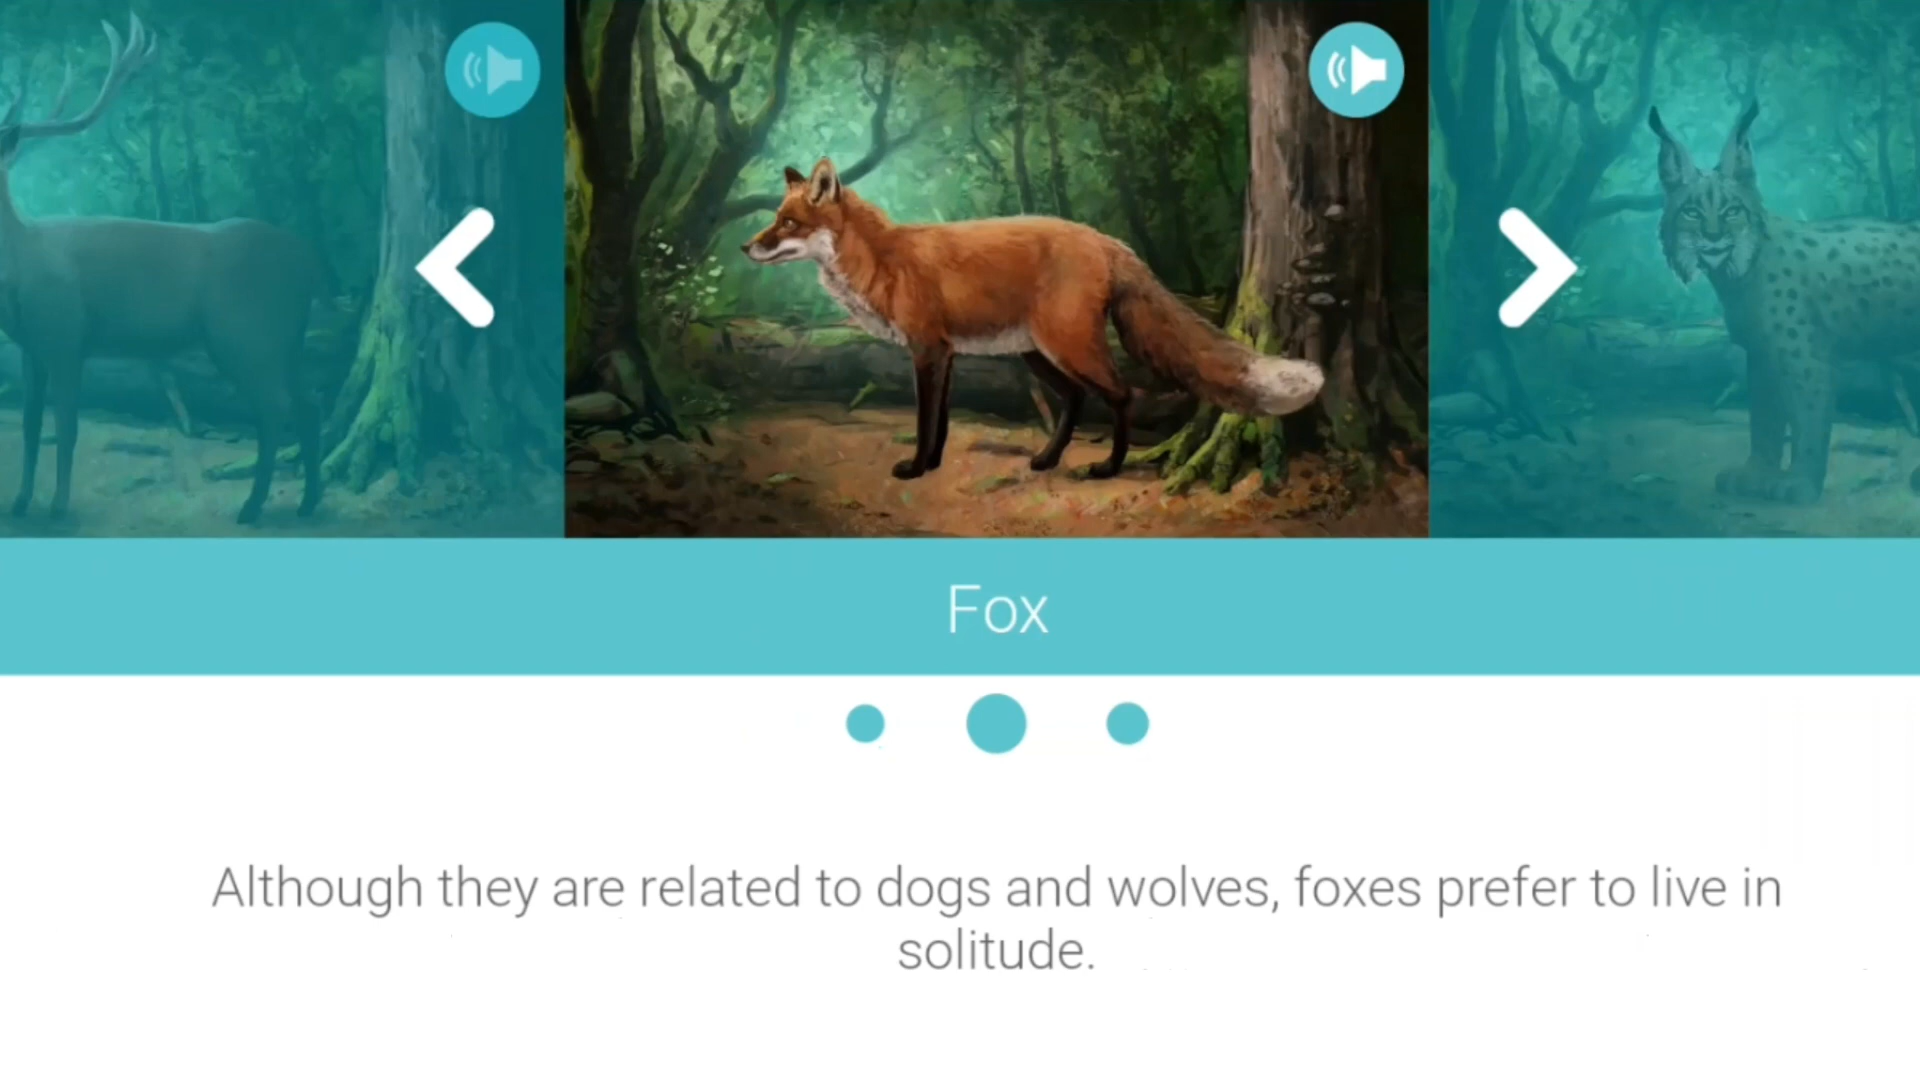 Fox
Although they are related to dogs and wolves, foxes prefer to live in
solitude.